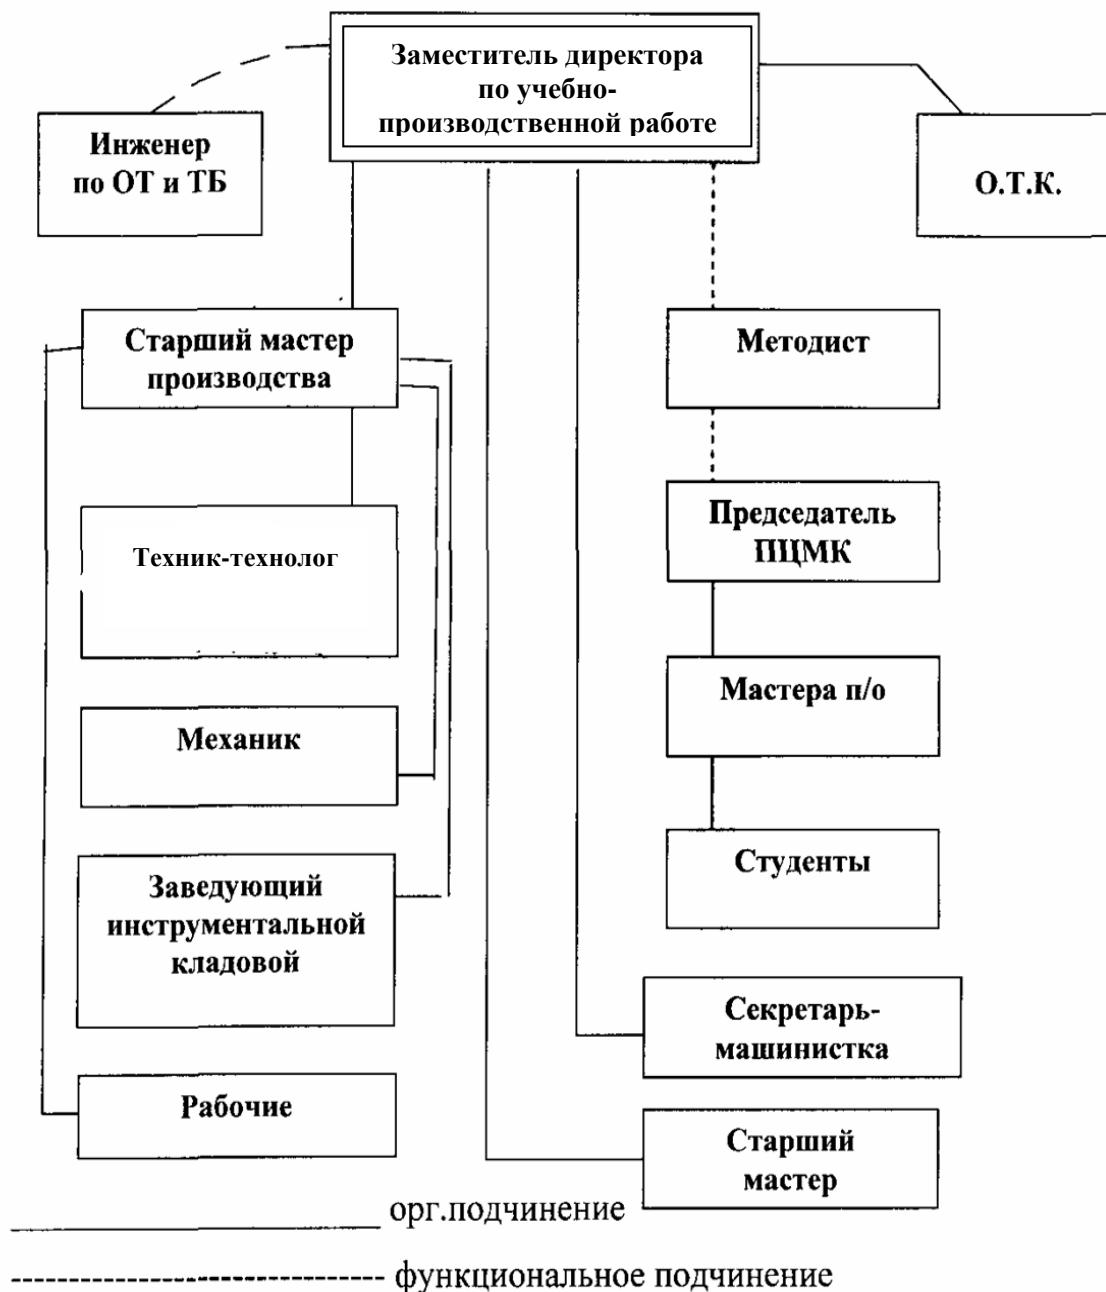 Заместитель директора
по учебно-
производственной работе
Инженер
по ОТ и ТБ
О.Т.К.
Старший мастер
производства
Методист
Техник-технолог
Председатель
ПЦМК
Механик
Мастера п/о
Заведующий
инструментальной
кладовой
Студенты
Секретарь-
машинистка
Рабочие
Старший
мастер
орг.подчинение
функциональное подчинение